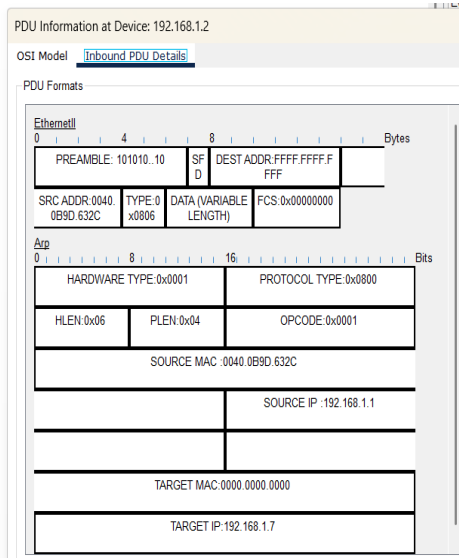 PDU Information at Device: 192.168.1.2
OSI Model Inbound PDU Details
PDU Formats
EthernetII
0 4 8 Bytes
PREAMBLE: 101010..10 SF DEST ADDR:FFFF.FFFF.F
D FFF
SRC ADDR:0040. TYPE:0 DATA (VARIABLE FCS:0x00000000
0B9D.632C x0806 LENGTH)
Arp
0 8 16 Bits
HARDWARE TYPE:0x0001 PROTOCOL TYPE:0x0800
HLEN:0x06 PLEN:0x04 OPCODE:0x0001
SOURCE MAC :0040.0B9D.632C
SOURCE IP :192.168.1.1
TARGET MAC:0000.0000.0000
TARGET IP:192.168.1.7